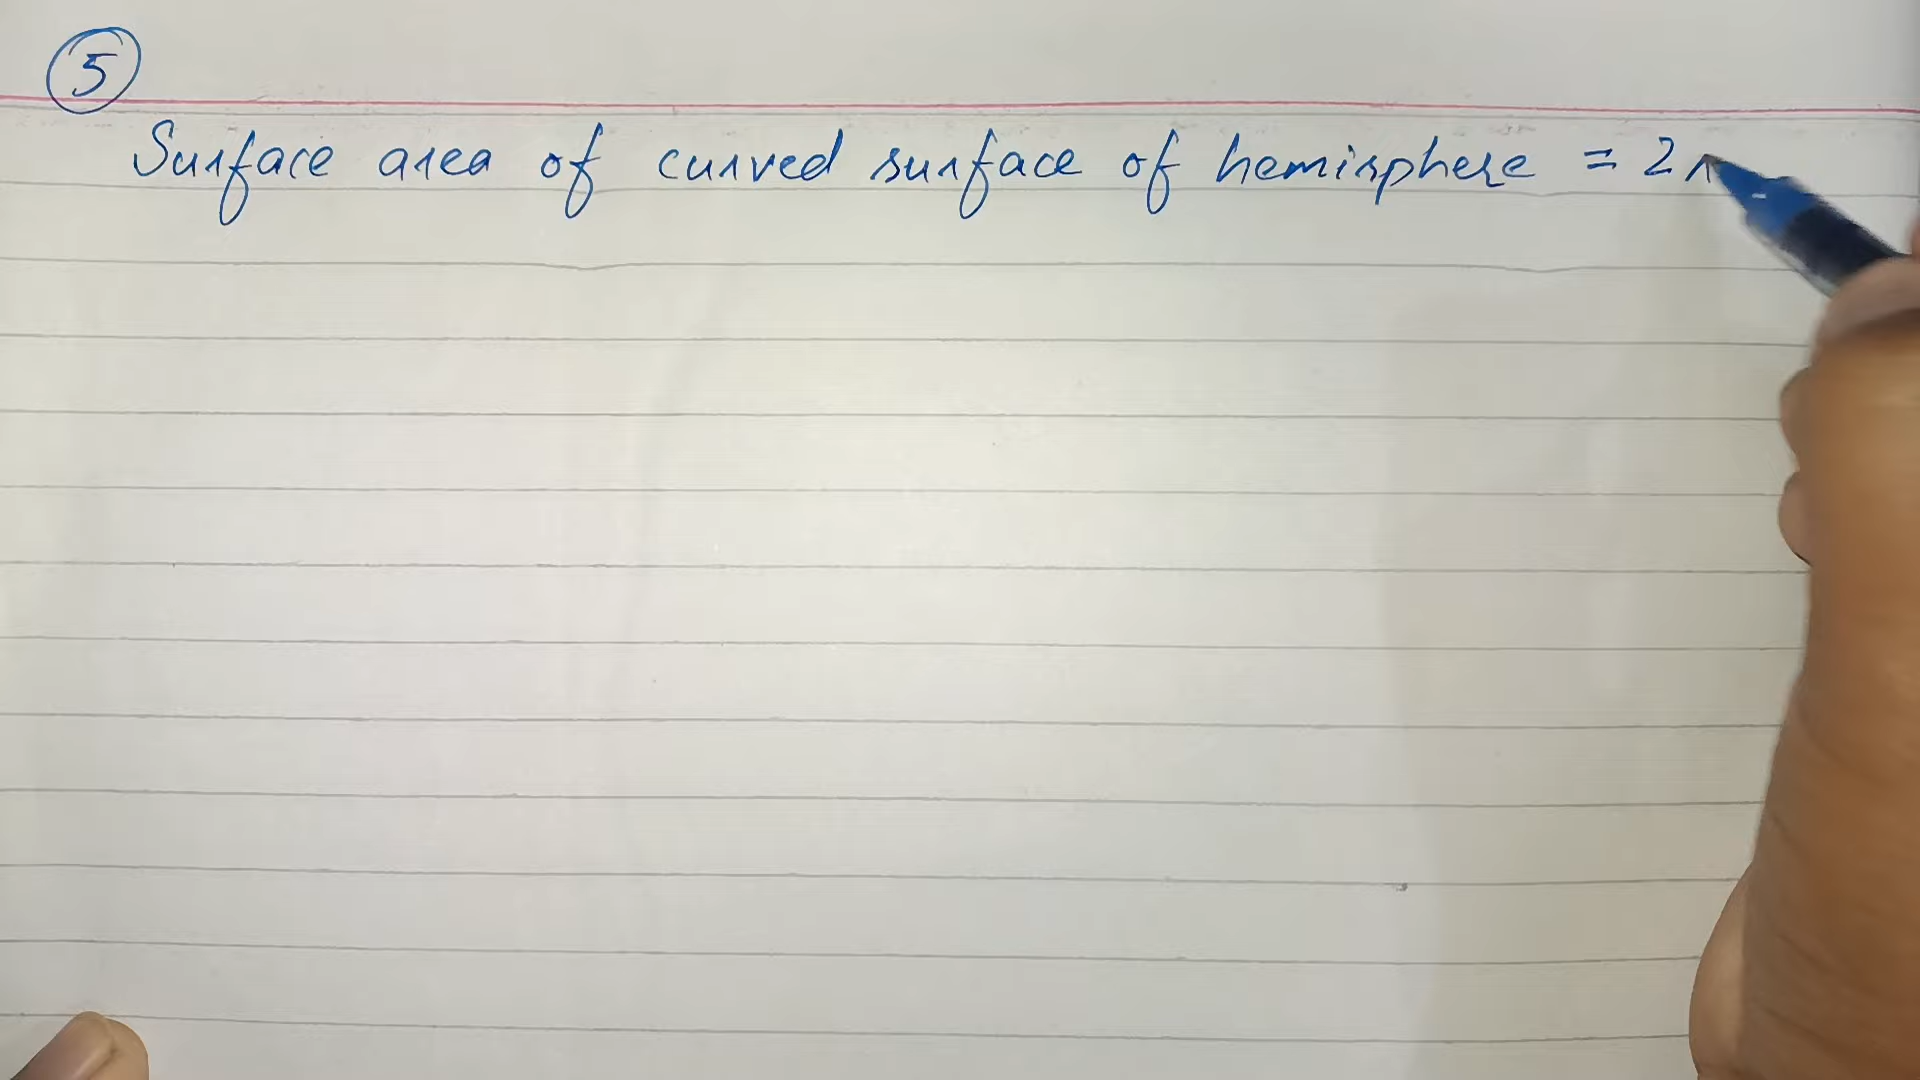 5
Surface area of curved surface of hemisphere = 2